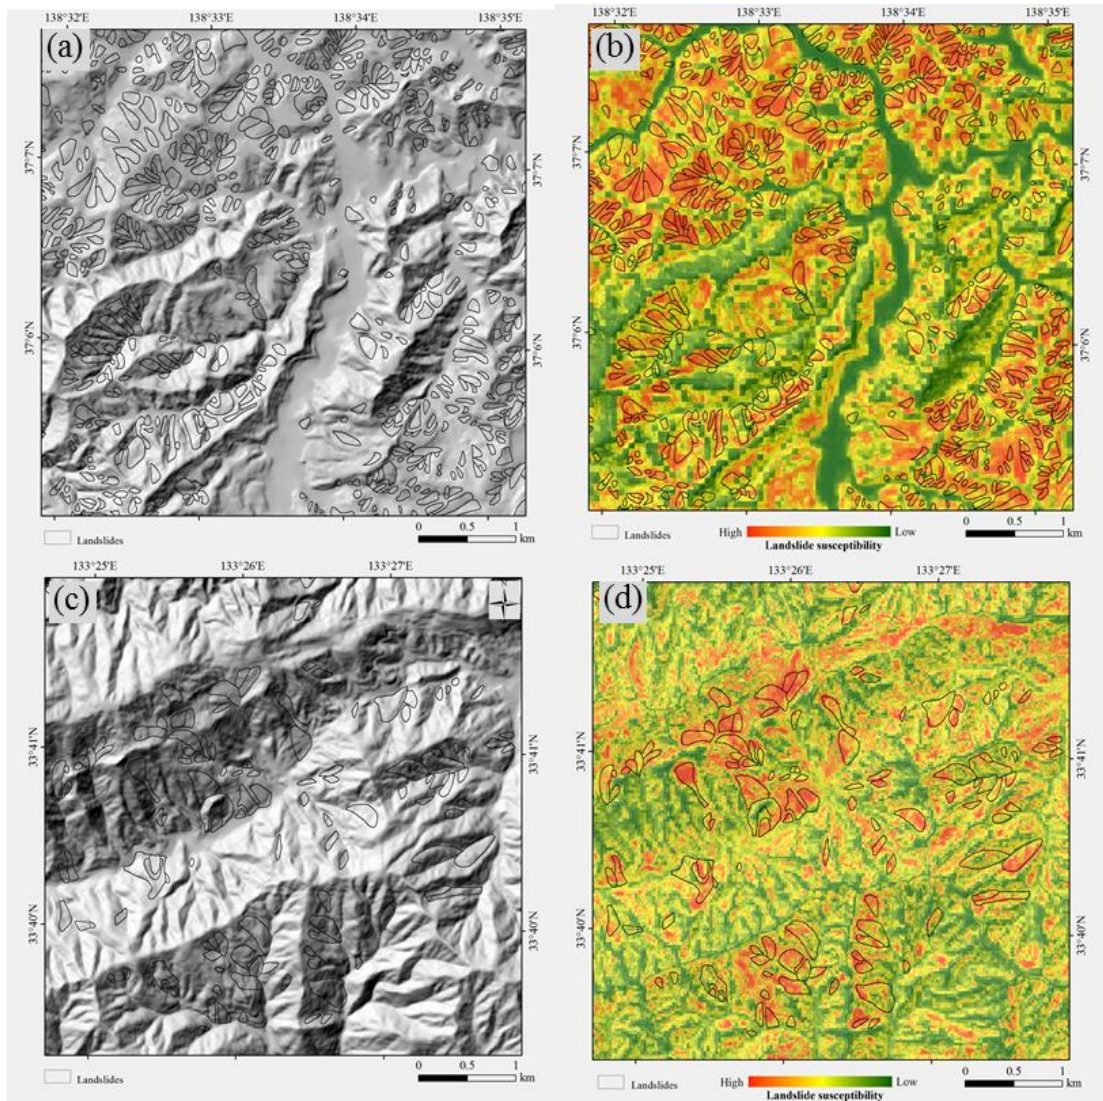 138°32'E 138°33'E 138°34'E 138°35'E
(a)
37°7'N
37°7'N
37°6'N
37°6'N
Landslides
0 0.5 1
km
138°32'E 138°33'E 138°34'E 138°35'E
(b)
37°7'N
37°7'N
37°6'N
37°6'N
Landslides
High Low
Landslide susceptibility
0 0.5 1
km
133°25'E 133°26'E 133°27'E
(c)
33°41'N
33°41'N
33°40'N
33°40'N
Landslides
0 0.5 1
km
133°25'E 133°26'E 133°27'E
(d)
33°41'N
33°41'N
33°40'N
33°40'N
Landslides
High Low
Landslide susceptibility
0 0.5 1
km